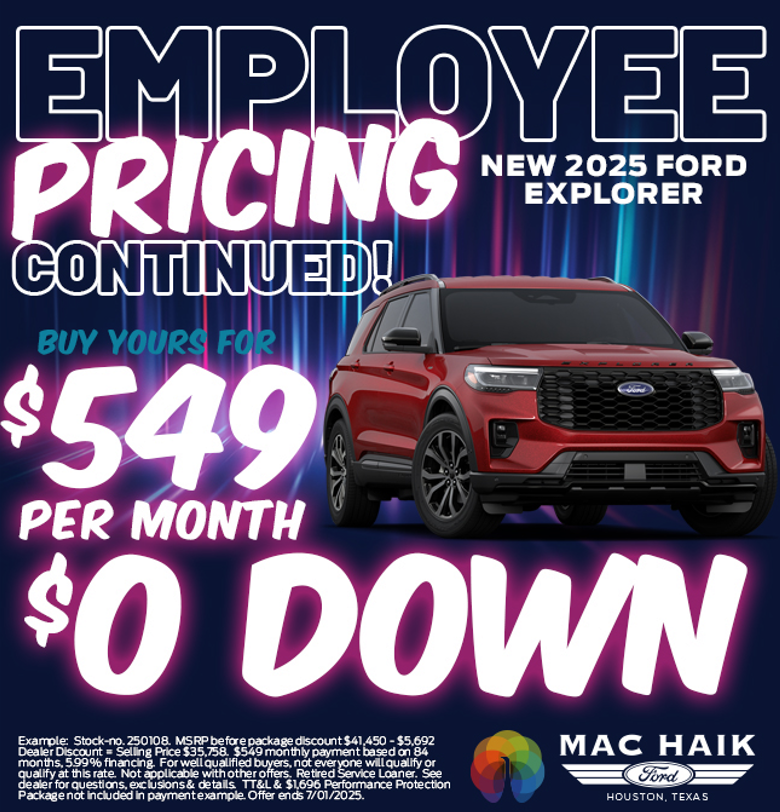 EMPLOYEE
PRICING
CONTINUED!
NEW 2025 FORD
EXPLORER
BUY YOURS FOR
$549
PER MONTH
$0 DOWN
Ford
Example: Stock-no. 250108. MSRP before package discount $41,450 - $5,692
Dealer Discount = Selling Price $35,758. $549 monthly payment based on 84
months, 5.99% financing. For well qualified buyers, not everyone will qualify or
qualify at this rate. Not applicable with other offers. Retired Service Loaner. See
dealer for questions, exclusions & details. TT&L & $1,696 Performance Protection
Package not included in payment example. Offer ends 7/01/2025.
MAC HAIK
Ford
HOUSTON, TEXAS